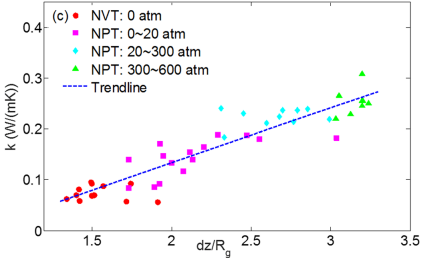 (c)
NVT: 0 atm
NPT: 0~20 atm
NPT: 20~300 atm
NPT: 300~600 atm
Trendline
k (W/(mK))
0.4
0.3
0.2
0.1
0
1.5 2 2.5 3 3.5
dz/Rg